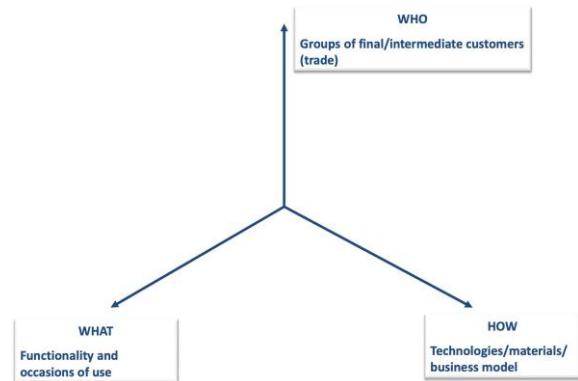 WHO
Groups of final/intermediate customers
(trade)
WHAT
Functionality and
occasions of use
HOW
Technologies/materials/
business model